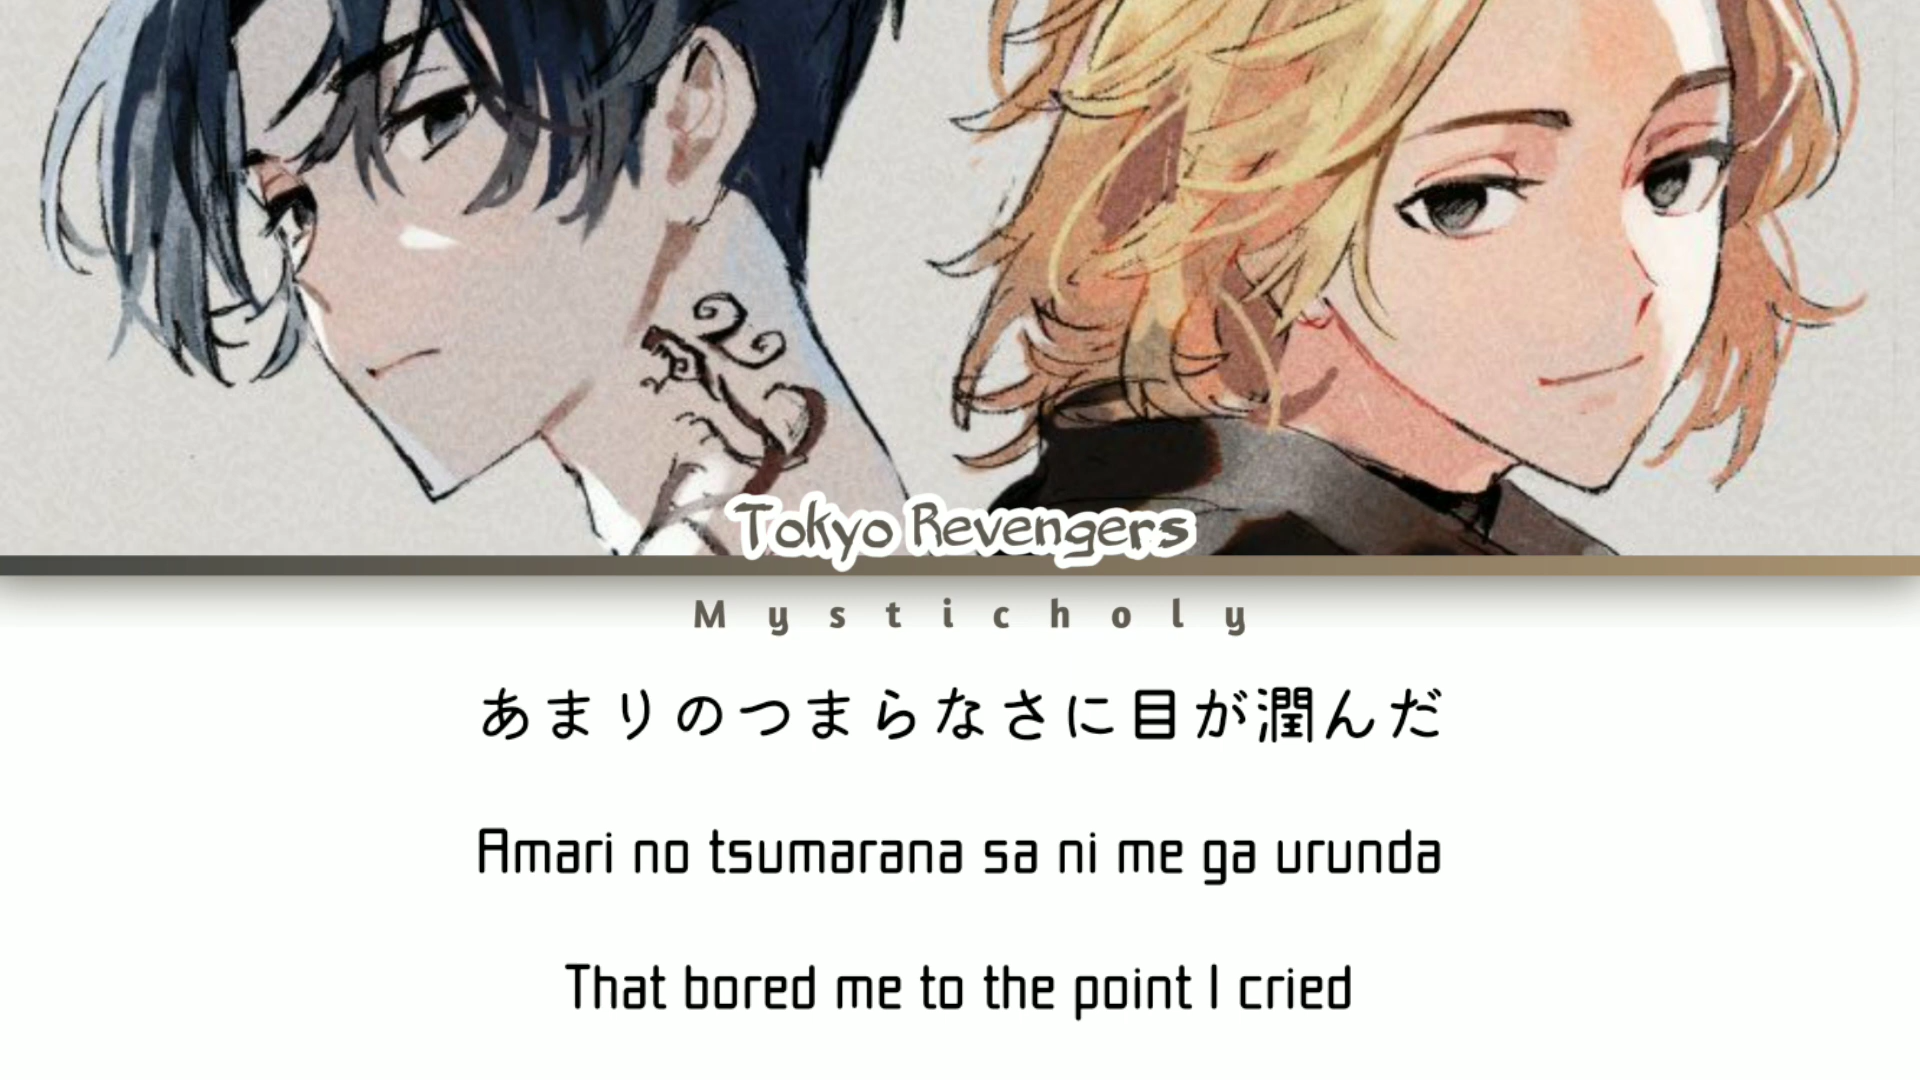 Tokyo Revengers
Mysticholy
あまりのつまらなさに目が潤んだ
Amari no tsumarana sa ni me ga urunda
That bored me to the point I cried